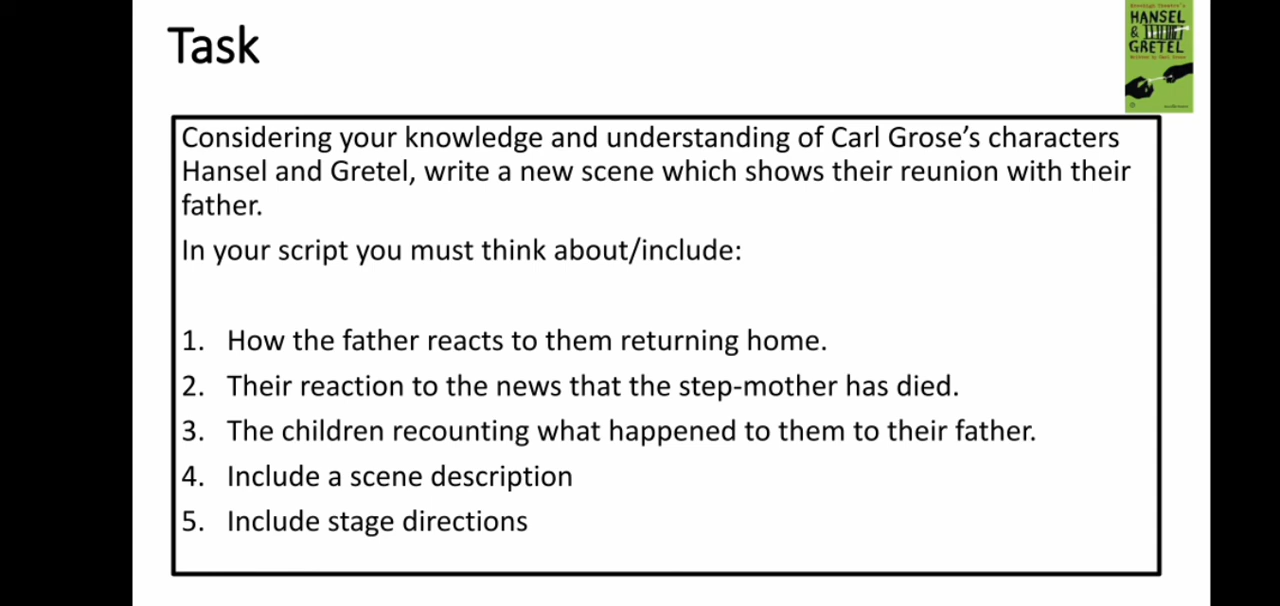 Task
HANSEL
&
GRETEL
Considering your knowledge and understanding of Carl Grose’s characters
Hansel and Gretel, write a new scene which shows their reunion with their
father.
In your script you must think about/include:
1. How the father reacts to them returning home.
2. Their reaction to the news that the step-mother has died.
3. The children recounting what happened to them to their father.
4. Include a scene description
5. Include stage directions